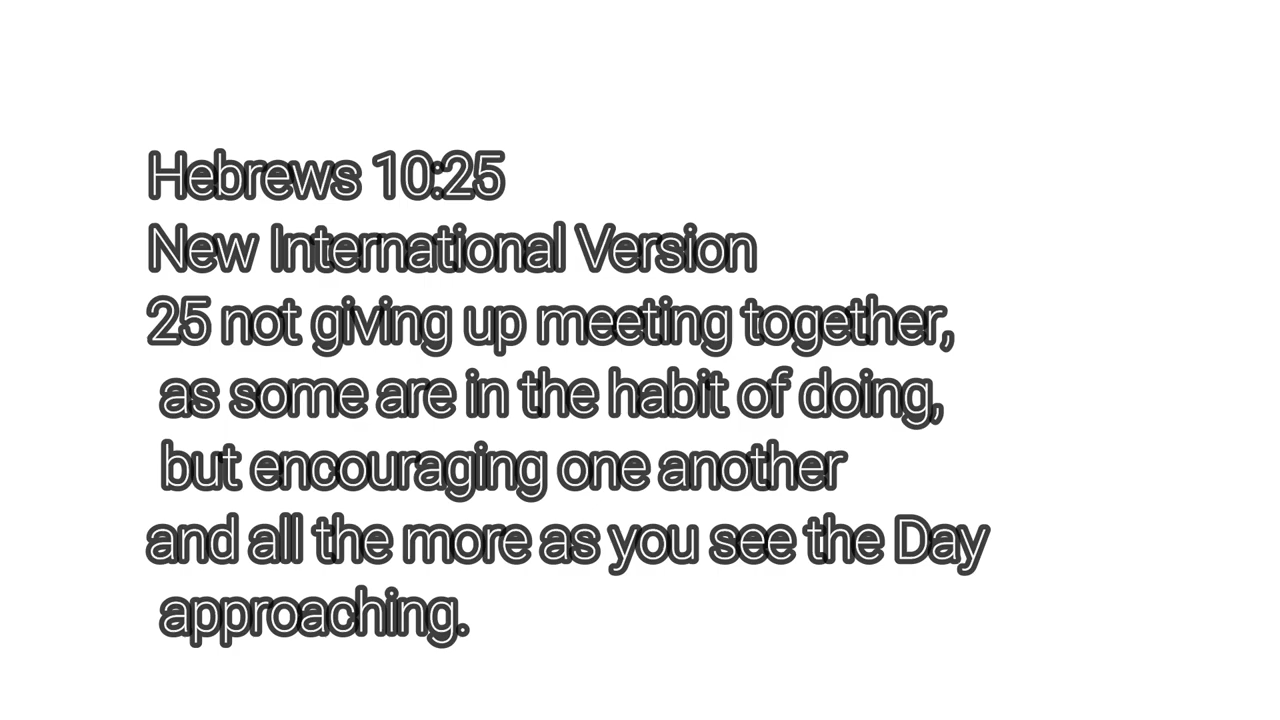 Hebrews 10:25
New International Version
25 not giving up meeting together,
as some are in the habit of doing,
but encouraging one another
and all the more as you see the Day
approaching.